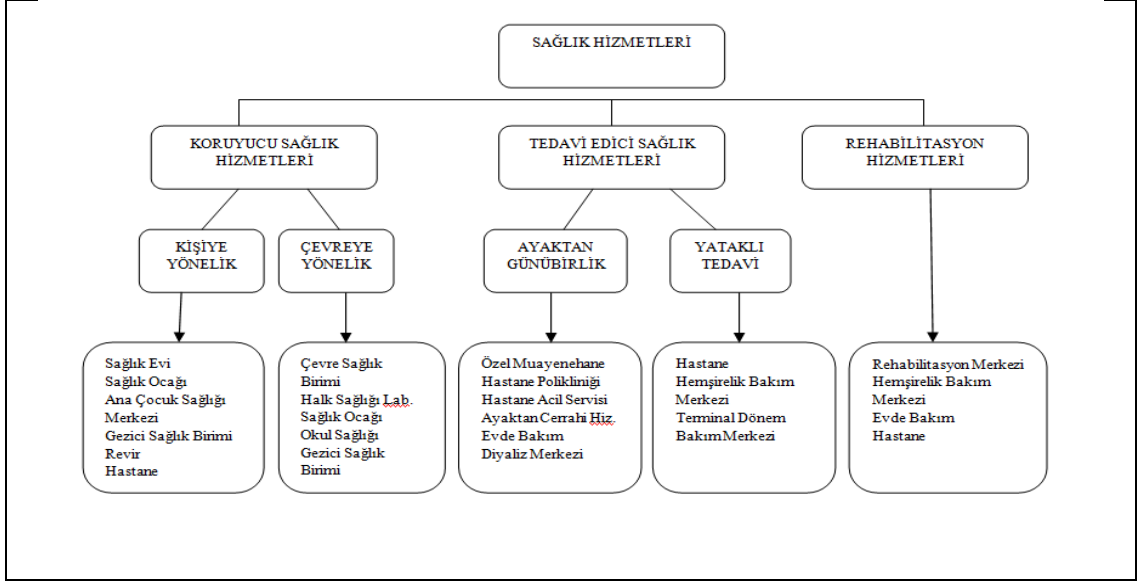 SAĞLIK HİZMETLERİ
KORUYUCU SAĞLIK
HİZMETLERİ
TEDAVİ EDİCİ SAĞLIK
HİZMETLERİ
REHABİLİTASYON
HİZMETLERİ
KİŞİYE
YÖNELİK
ÇEVREYE
YÖNELİK
AYAKTAN
GÜNÜBİRLİK
YATAKLI
TEDAVİ
Sağlık Evi
Sağlık Ocağı
Ana Çocuk Sağlığı
Merkezi
Gezici Sağlık Birimi
Revir
Hastane
Çevre Sağlık
Birimi
Halk Sağlığı Lab.
Sağlık Ocağı
Okul Sağlığı
Gezici Sağlık
Birimi
Özel Muayenehane
Hastane Polikliniği
Hastane Acil Servisi
Ayaktan Cerrahi Hiz.
Evde Bakım
Diyaliz Merkezi
Hastane
Hemşirelik Bakım
Merkezi
Terminal Dönem
Bakım Merkezi
Rehabilitasyon Merkezi
Hemşirelik Bakım
Merkezi
Evde Bakım
Hastane